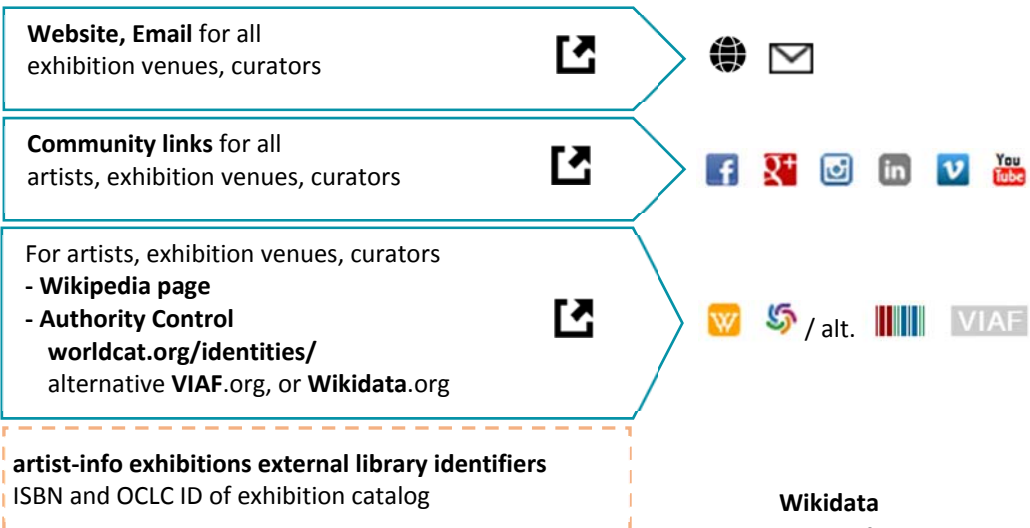 Website, Email for all
exhibition venues, curators
Community links for all
artists, exhibition venues, curators
You
Tube
For artists, exhibition venues, curators
- Wikipedia page
- Authority Control
worldcat.org/identities/
alternative VIAF.org, or Wikidata.org
/ alt.
VIAF
artist-info exhibitions external library identifiers
ISBN and OCLC ID of exhibition catalog
Wikidata